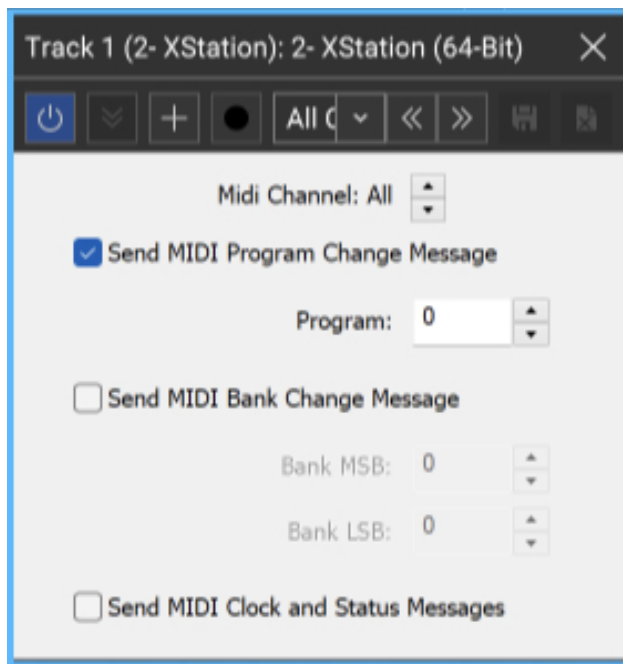 Track 1 (2- XStation): 2- XStation (64-Bit)
All C
Midi Channel: All
Send MIDI Program Change Message
Program: 0
Send MIDI Bank Change Message
Bank MSB: 0
Bank LSB: 0
Send MIDI Clock and Status Messages